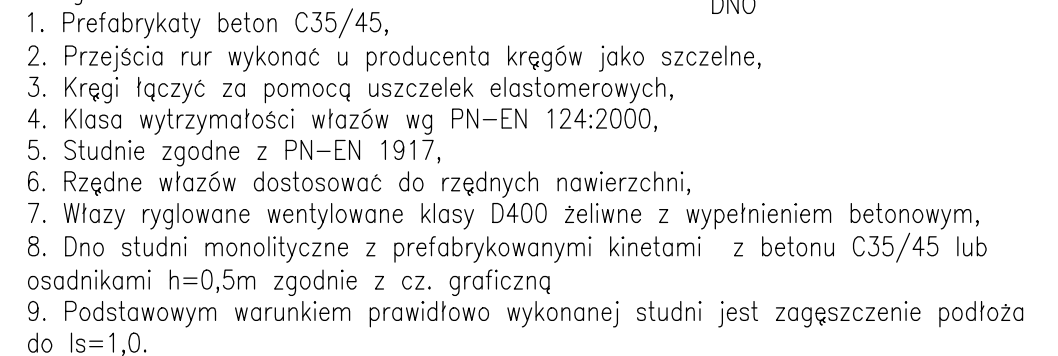 DNO
1. Prefabrykaty beton C35/45,
2. Przejścia rur wykonać u producenta kręgów jako szczelne,
3. Kręgi łączyć za pomocą uszczelek elastomerowych,
4. Klasa wytrzymałości włazów wg PN–EN 124:2000,
5. Studnie zgodne z PN–EN 1917,
6. Rzędne włazów dostosować do rzędnych nawierzchni,
7. Włazy ryglowane wentylowane klasy D400 żeliwne z wypełnieniem betonowym,
8. Dno studni monolityczne z prefabrykowanymi kinetami z betonu C35/45 lub
osadnikami h=0,5m zgodnie z cz. graficzną
9. Podstawowym warunkiem prawidłowo wykonanej studni jest zagęszczenie podłoża
do Is=1,0.